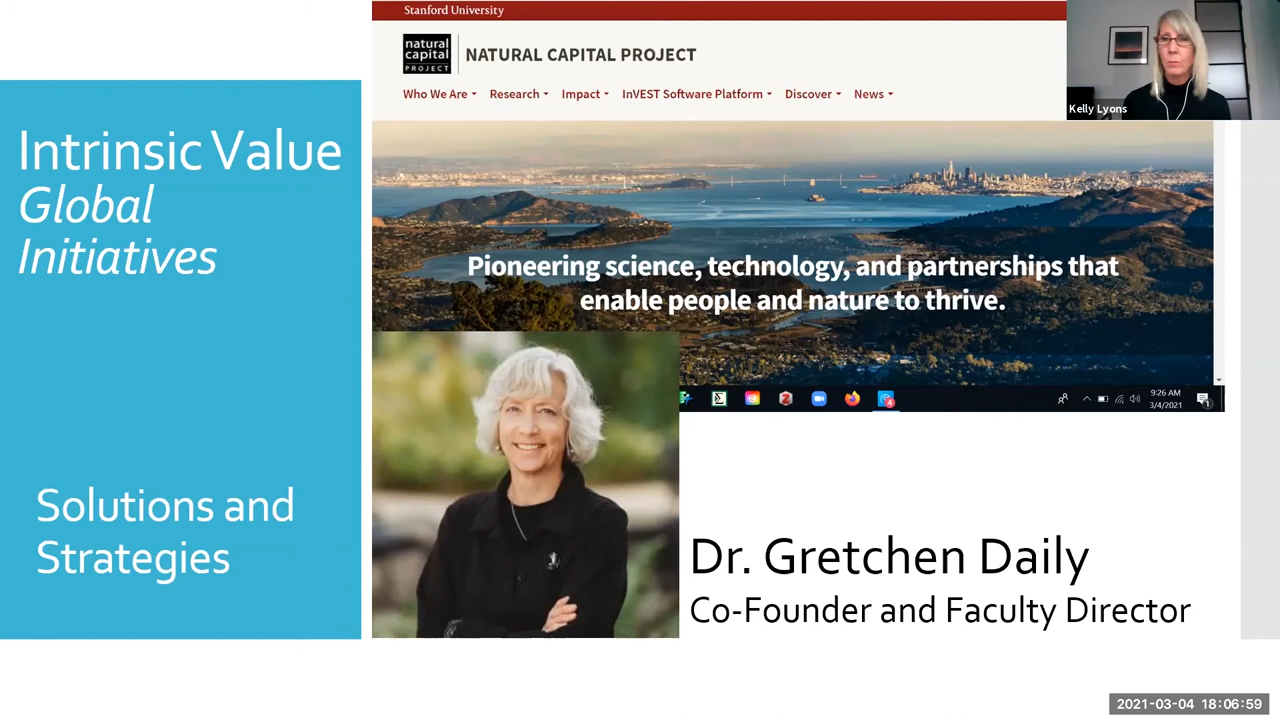 Stanford University
natural
capital
PROJECT
NATURAL CAPITAL PROJECT
Who We Are
Research
Impact
InVEST Software Platform
Discover
News
Kelly Lyons
Intrinsic Value
Global
Initiatives
Pioneering science, technology, and partnerships that
enable people and nature to thrive.
9:26 AM
3/4/2021
Solutions and
Strategies
Dr. Gretchen Daily
Co-Founder and Faculty Director
2021-03-04 18:06:59